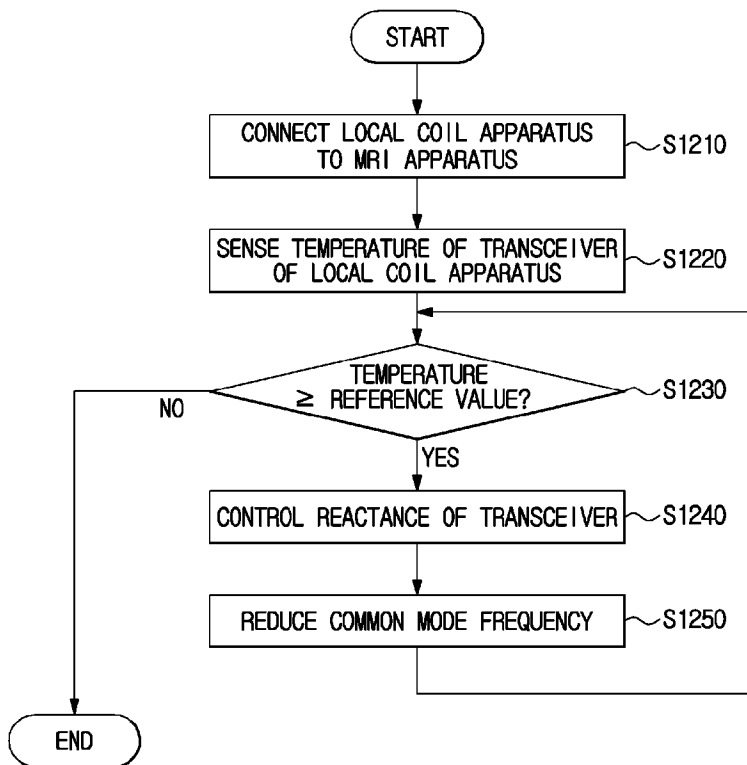 START
CONNECT LOCAL COIL APPARATUS
TO MRI APPARATUS
S1210
SENSE TEMPERATURE OF TRANSCEIVER
OF LOCAL COIL APPARATUS
S1220
TEMPERATURE
≥ REFERENCE VALUE?
S1230
NO
YES
CONTROL REACTANCE OF TRANSCEIVER
S1240
REDUCE COMMON MODE FREQUENCY
S1250
END